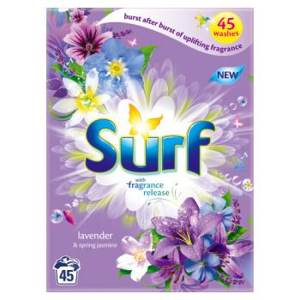 burst after burst of uplifting fragrance
45
washes
NEW
Surf
with
fragrance
release
lavender
& spring jasmine
45